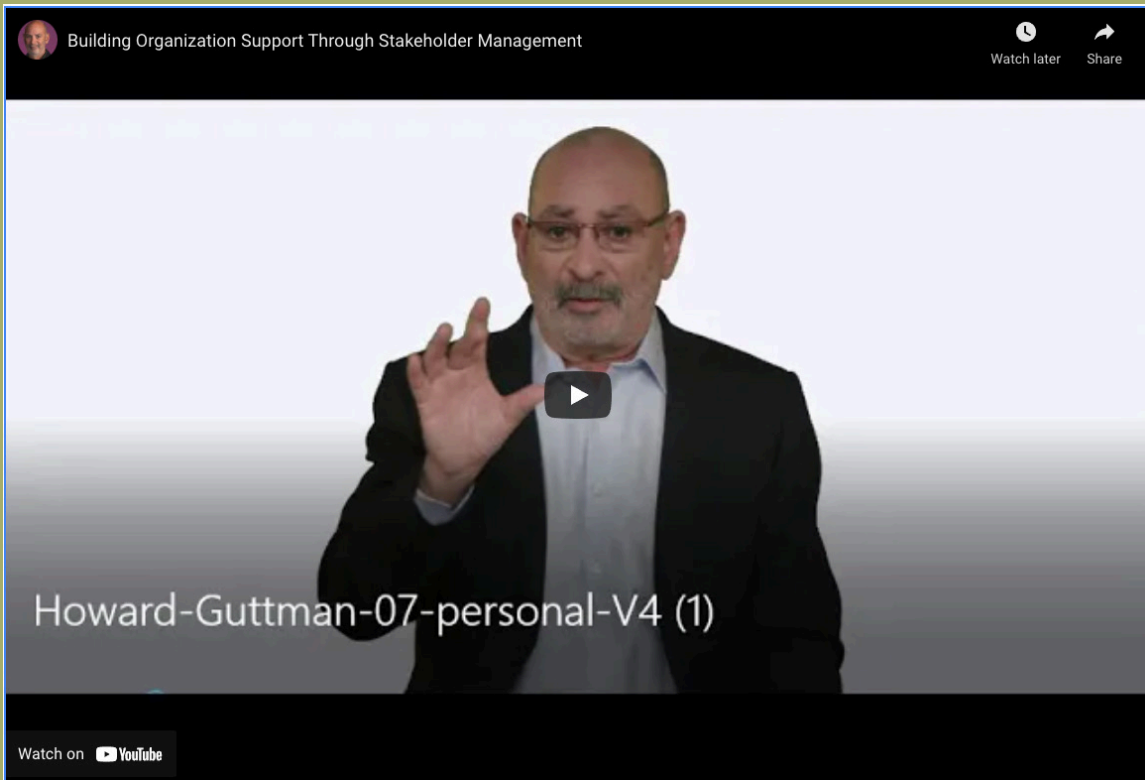 Building Organization Support Through Stakeholder Management
Watch later
Share
Howard-Guttman-07-personal-V4 (1)
Watch on YouTube